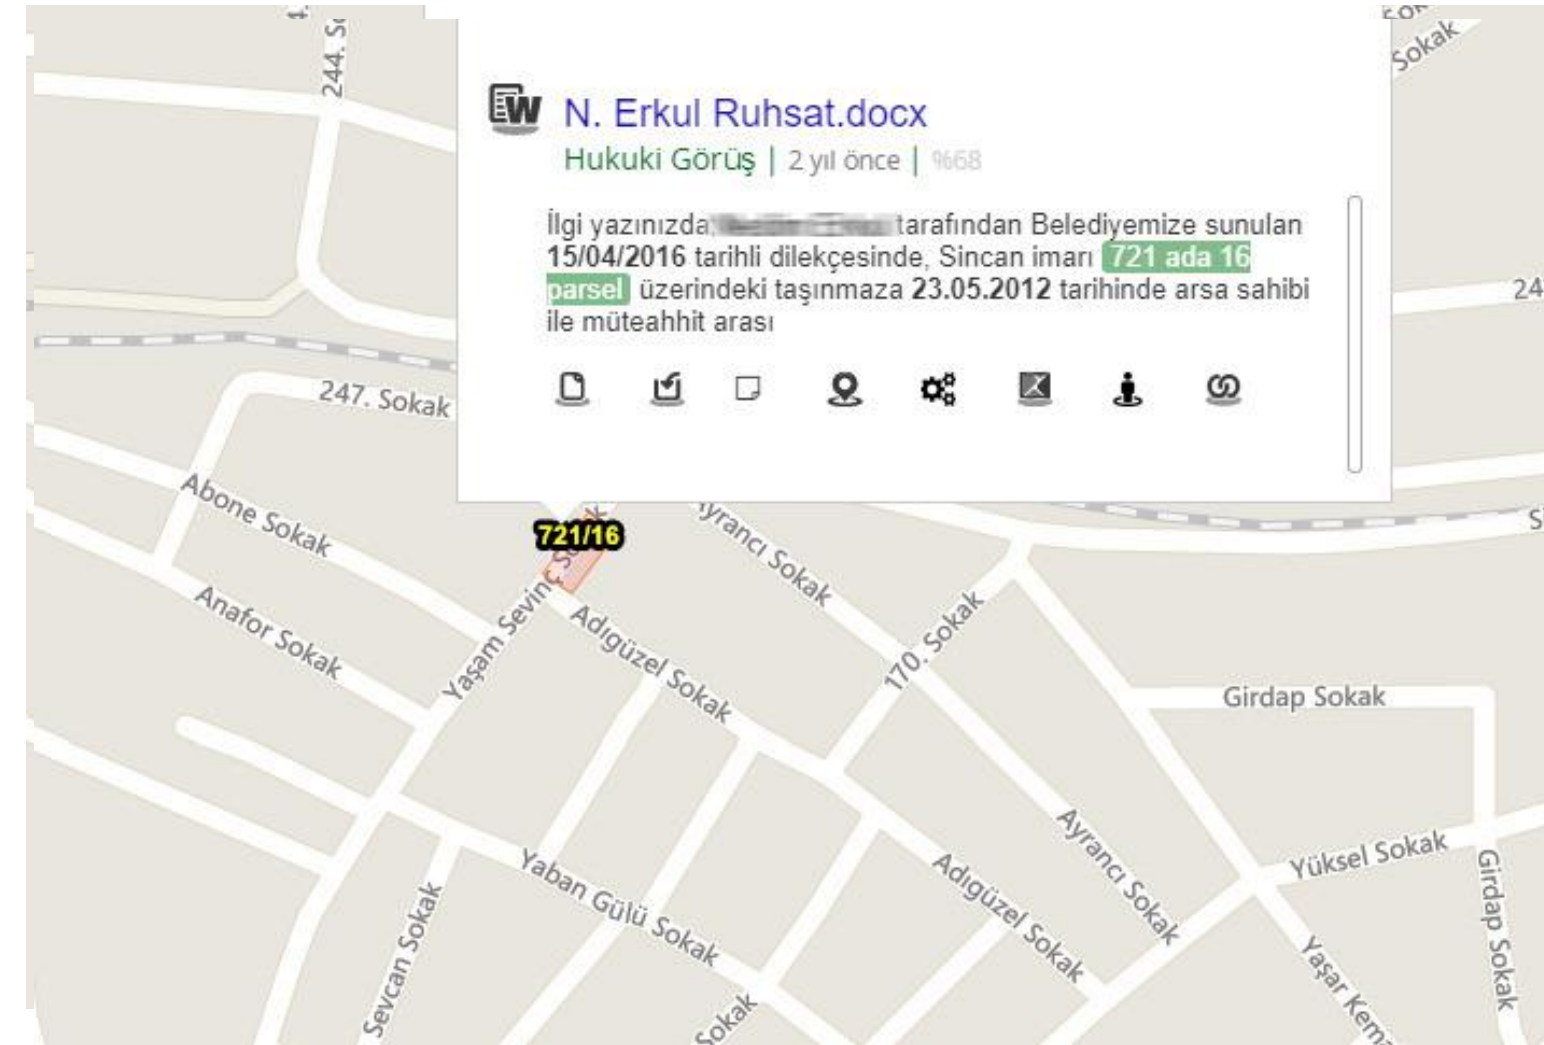 244. S
Sokak
N. Erkul Ruhsat.docx
Hukuki Görüş | 2 yıl önce | %68
İlgi yazınızda tarafından Belediyemize sunulan
15/04/2016 tarihli dilekçesinde, Sincan imarı 721 ada 16
parsel üzerindeki taşınmaza 23.05.2012 tarihinde arsa sahibi
ile müteahhit arası
24
247. Sokak
Abone Sokak
721/16
Ayrancı Sokak
S
Anafor Sokak
Yaşam Sevinç Sokak
Adıgüzel Sokak
170. Sokak
Girdap Sokak
Ayrancı Sokak
Yüksel Sokak
Yaban Gülü Sokak
Adıgüzel Sokak
Girdap Sokak
Sevcan Sokak
Yaşar Kema
Sokak